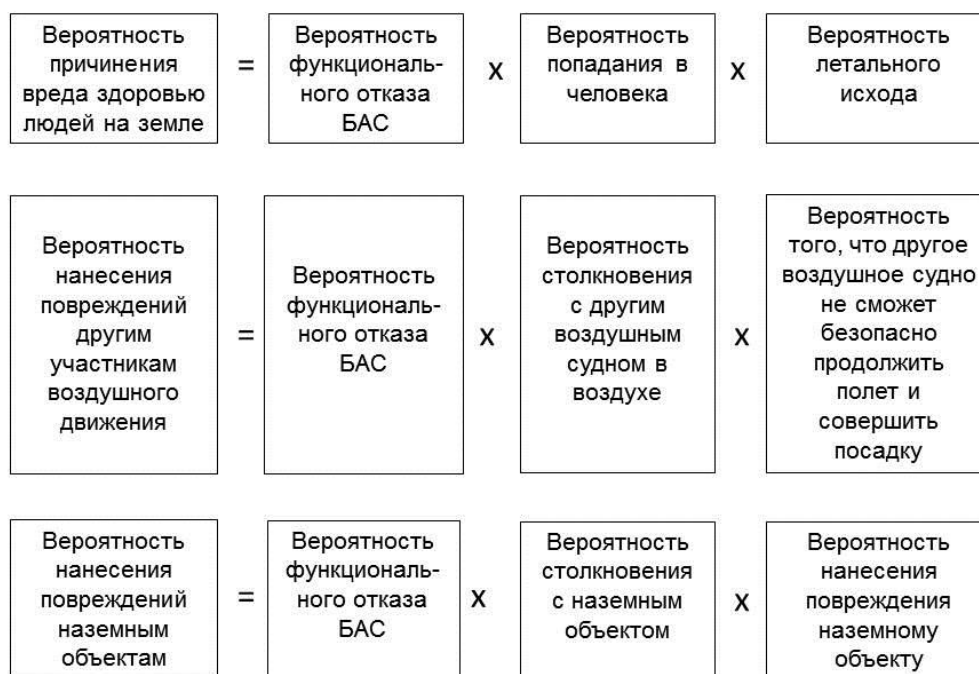 Вероятность
причинения
вреда здоровью
людей на земле
=
Вероятность
функциональ-
ного отказа
БАС
X
Вероятность
попадания в
человека
X
Вероятность
летального
исхода
Вероятность
нанесения
повреждений
другим
участникам
воздушного
движения
=
Вероятность
функциональ-
ного отказа
БАС
X
Вероятность
столкновения
с другим
воздушным
судном в
воздухе
X
Вероятность
того, что другое
воздушное судно
не сможет
безопасно
продолжить
полет и
совершить
посадку
Вероятность
нанесения
повреждений
наземным
объектам
=
Вероятность
функциональ-
ного отказа
БАС
X
Вероятность
столкновения
с наземным
объектом
X
Вероятность
нанесения
повреждения
наземному
объекту